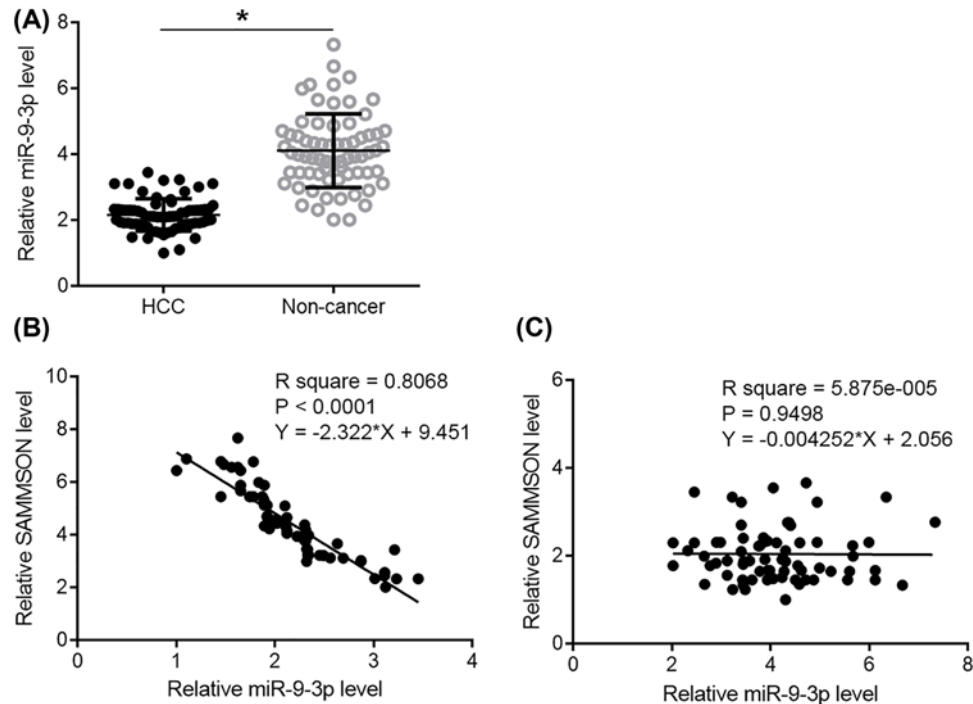 (A)
*
Relative miR-9-3p level
8
6
4
2
0
HCC
Non-cancer
(B)
R square = 0.8068
P < 0.0001
Y = -2.322*X + 9.451
Relative SAMMSON level
10
8
6
4
2
0
0 1 2 3 4
Relative miR-9-3p level
(C)
R square = 5.875e-005
P = 0.9498
Y = -0.004252*X + 2.056
Relative SAMMSON level
6
4
2
0
0 2 4 6 8
Relative miR-9-3p level